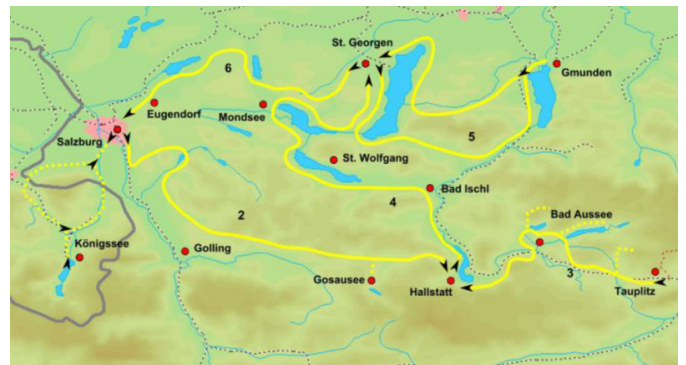 St. Georgen
6
Gmunden
Eugendorf
Mondsee
Salzburg
5
St. Wolfgang
Bad Ischl
2
4
Bad Aussee
Königssee
Golling
3
Gosausee
Hallstatt
Tauplitz